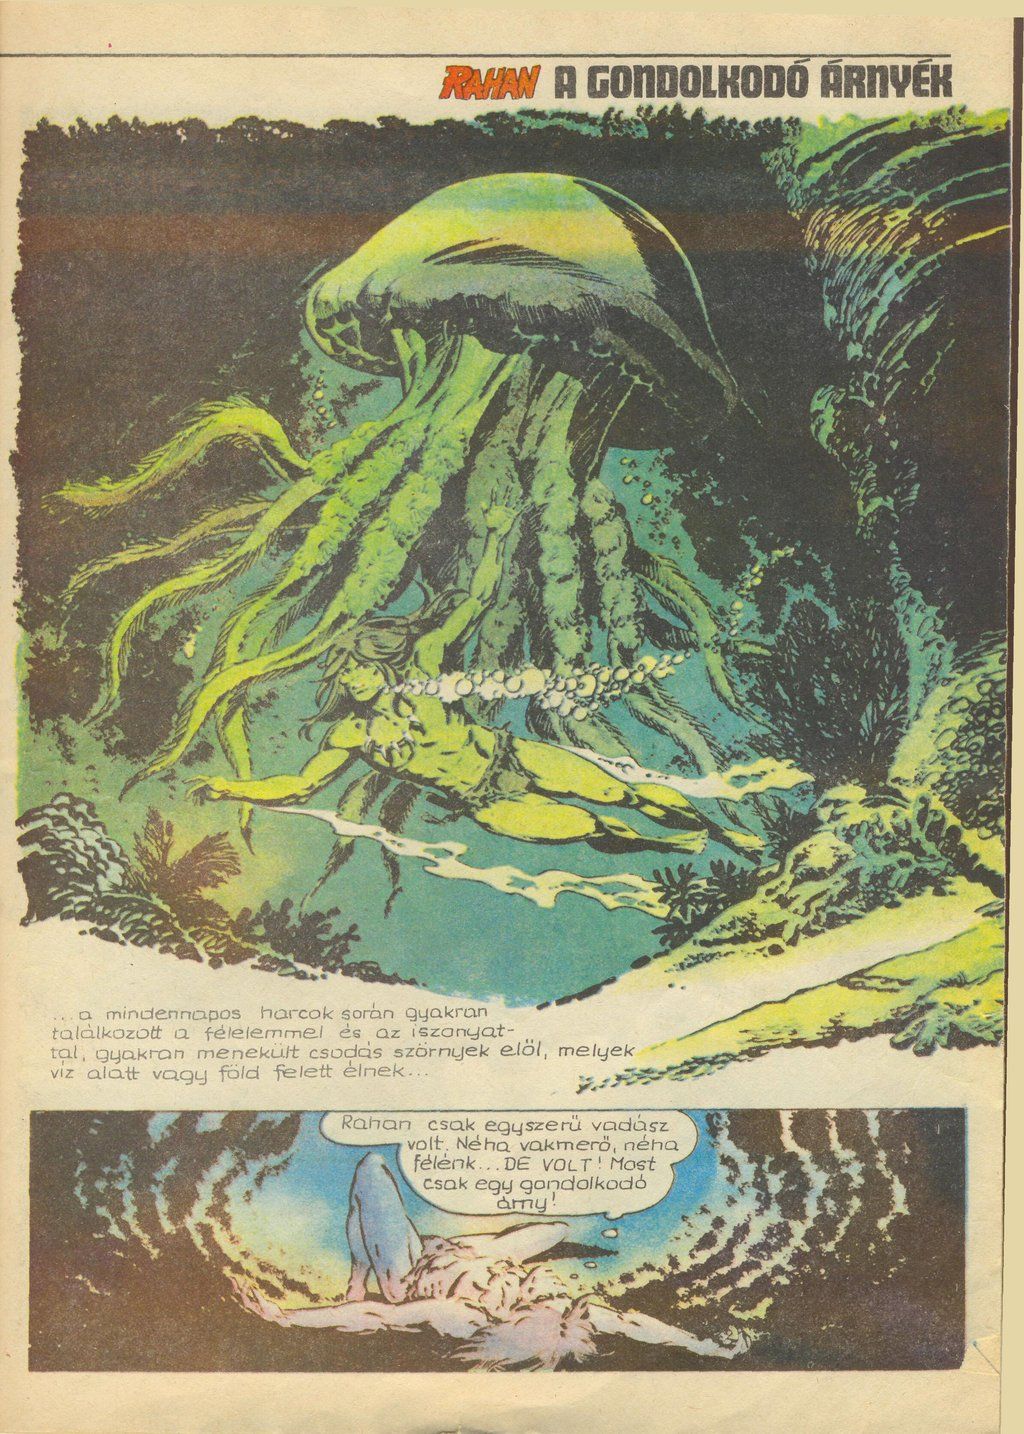 RAHAN A GONDOLKODÓ ÁRNYÉK
...a mindennapos harcok során gyakran
találkozott a félelemmel és az iszonyat-
tal, gyakran menekült csodás szörnyek elől, melyek
víz alatt vagy föld felett élnek...
Rahan csak egyszerű vadász
volt. Néha vakmerő, néha
félénk... DE VOLT! Most
csak egy gondolkodó
árny!